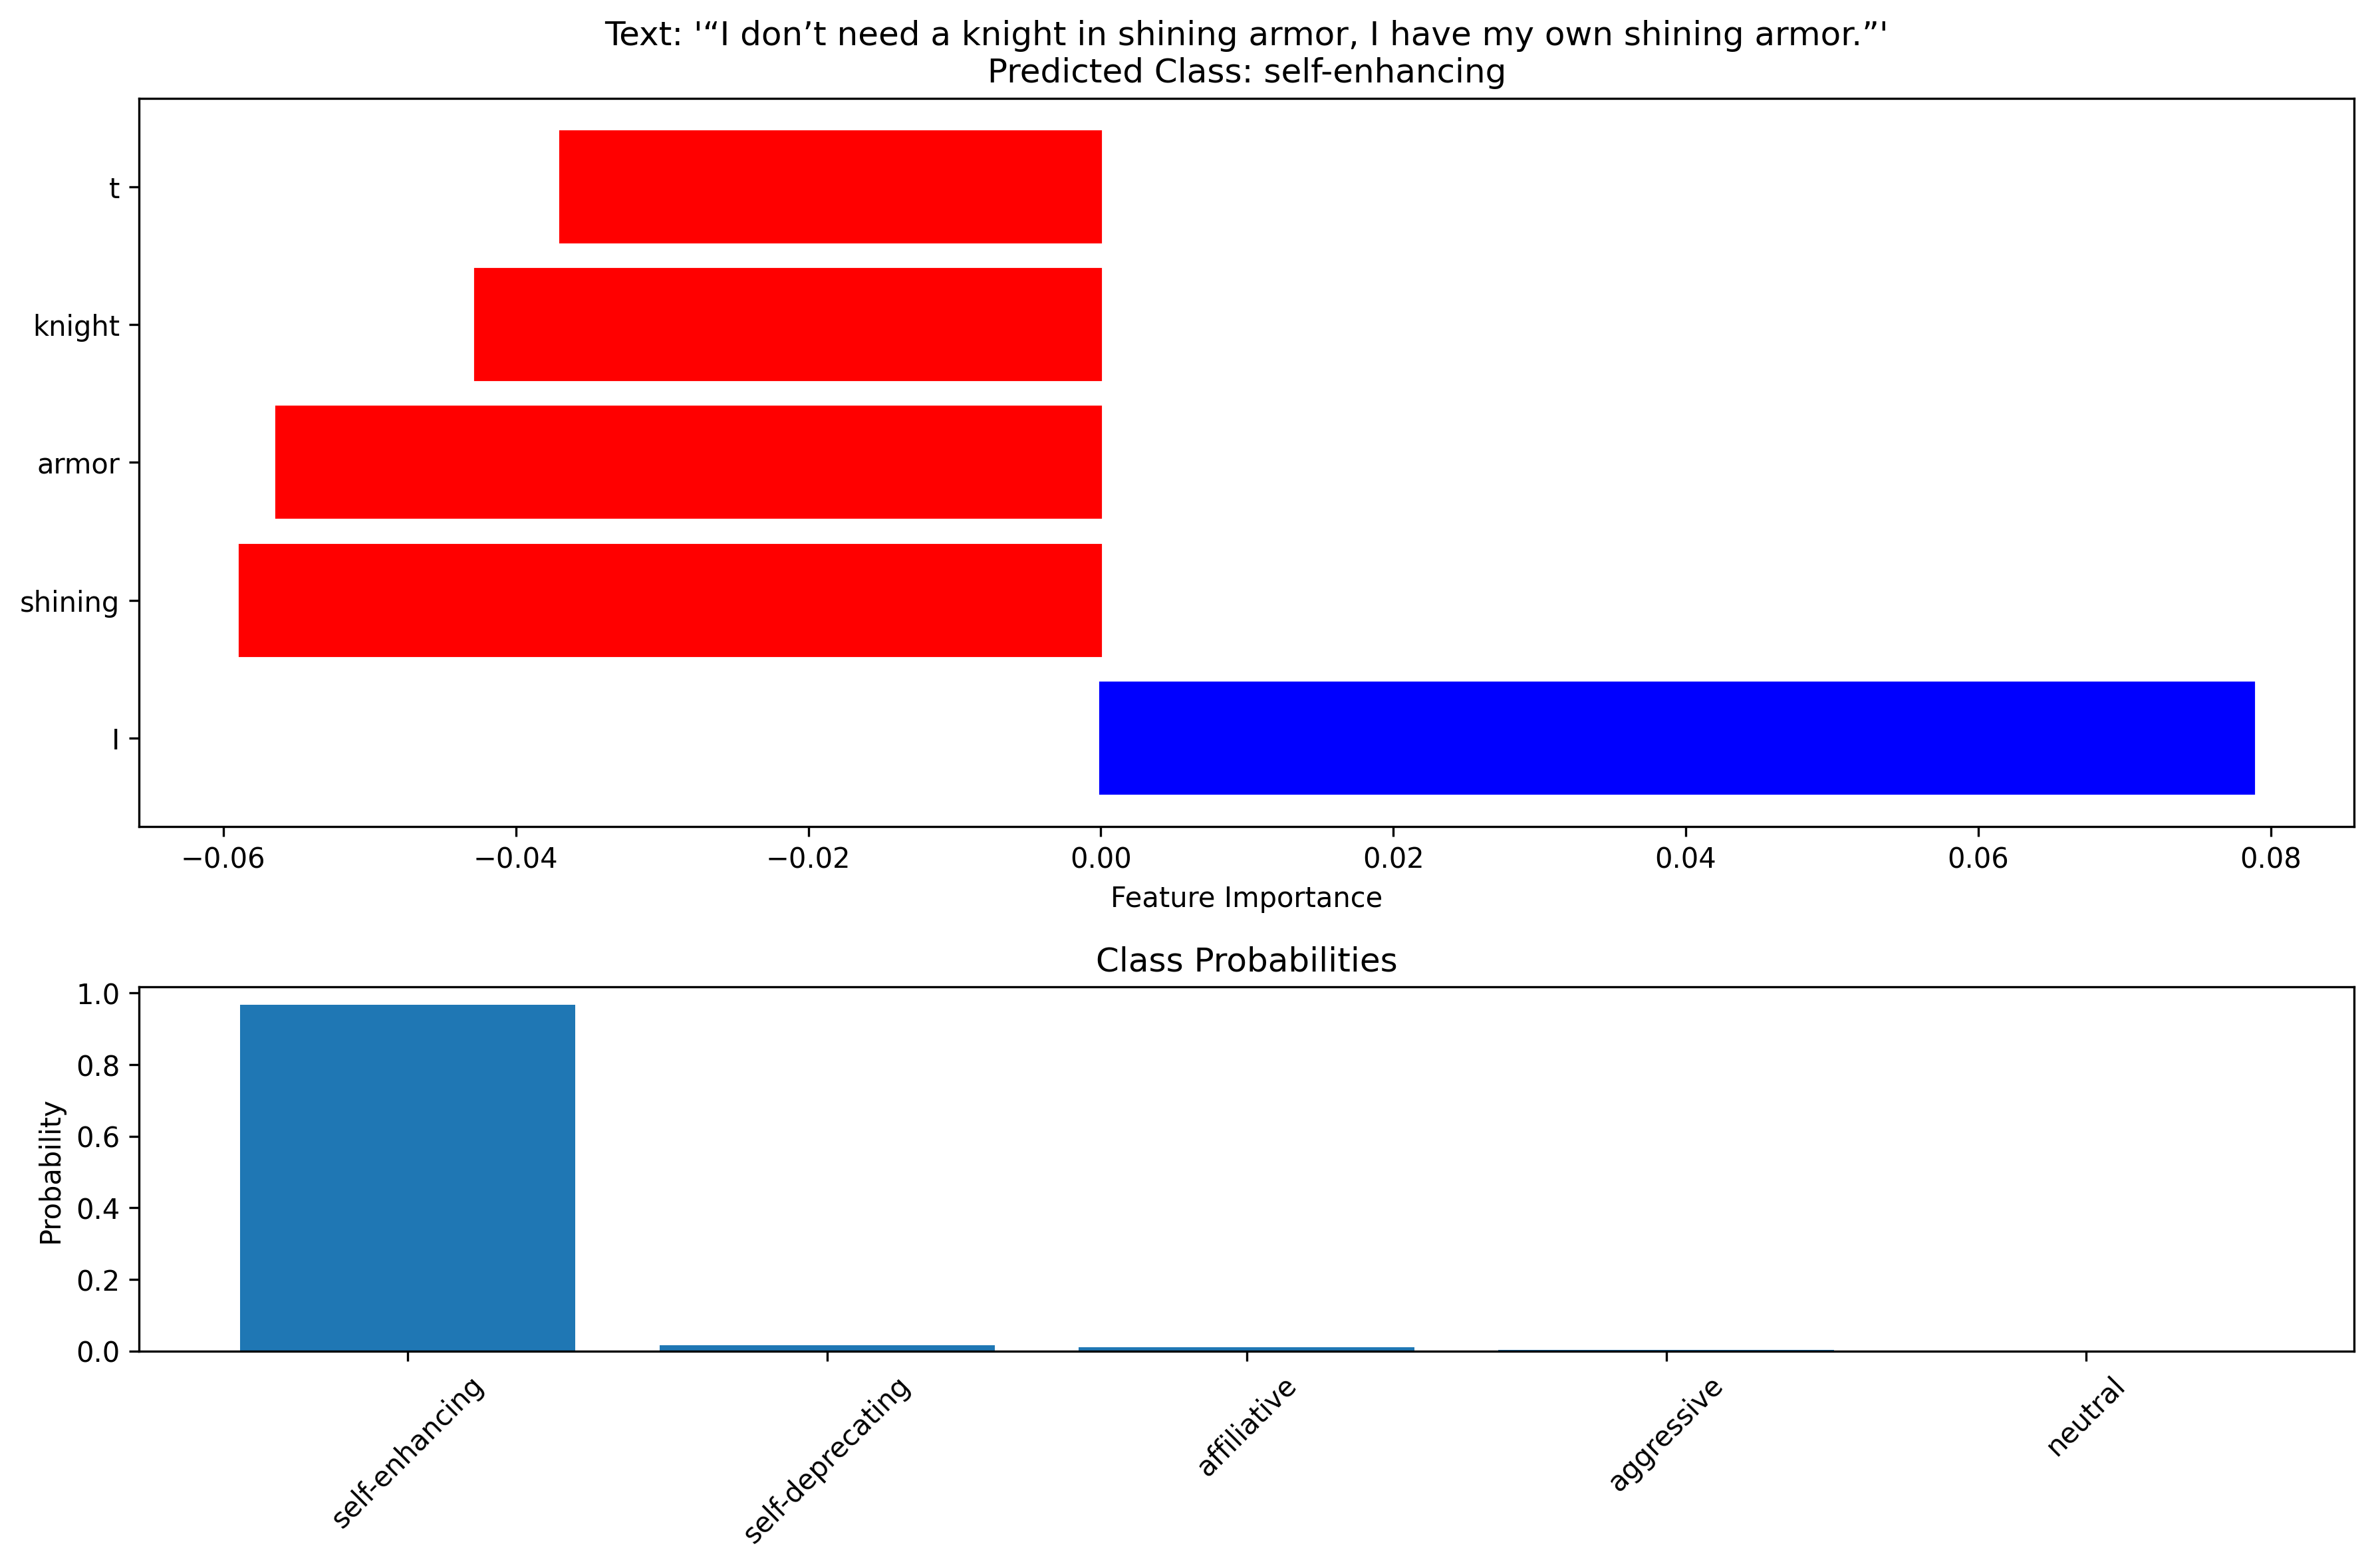 Text: '“I don’t need a knight in shining armor, I have my own shining armor.”'
Predicted Class: self-enhancing
t
knight
armor
shining
I
−0.06 −0.04 −0.02 0.00 0.02 0.04 0.06 0.08
Feature Importance
Class Probabilities
1.0
0.8
0.6
0.4
0.2
0.0
Probability
self-enhancing self-deprecating affiliative aggressive neutral